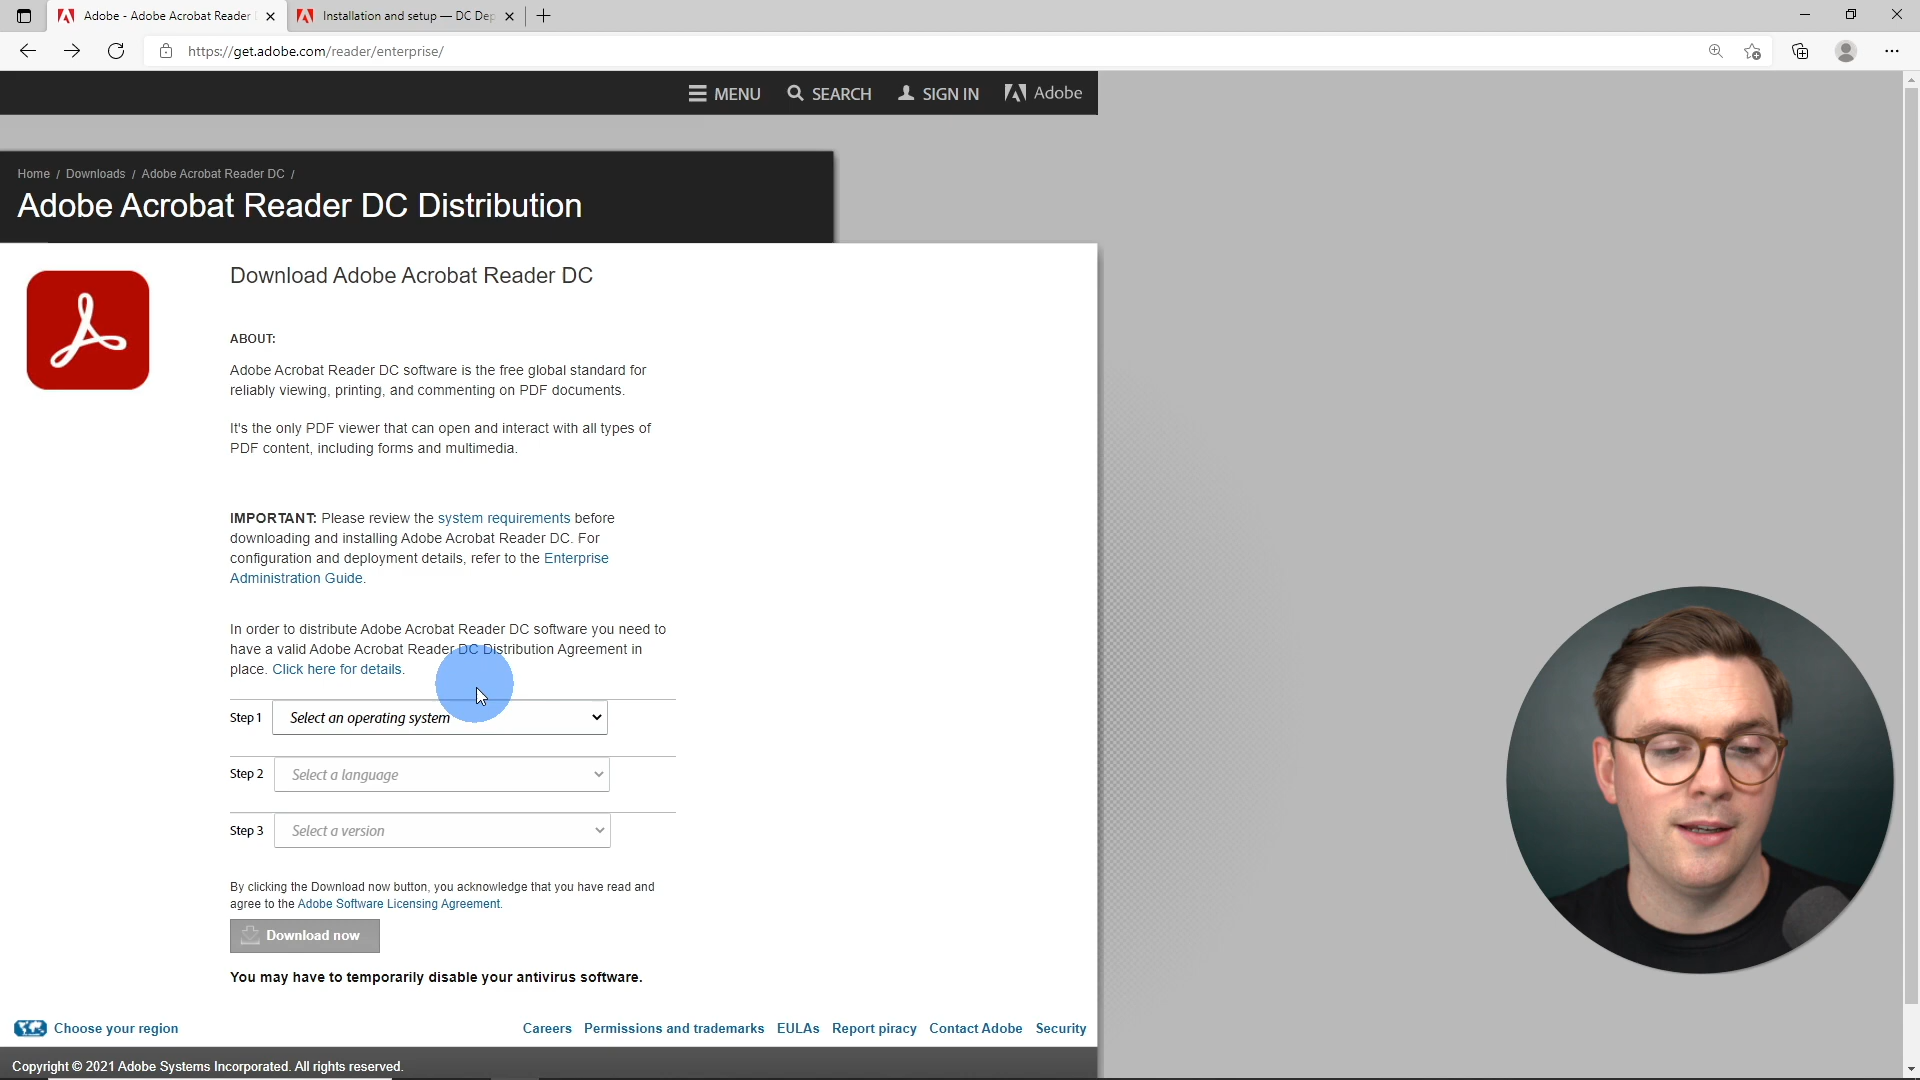 Adobe - Adobe Acrobat Reader
Installation and setup — DC Dep
https://get.adobe.com/reader/enterprise/
MENU SEARCH SIGN IN Adobe
Home / Downloads / Adobe Acrobat Reader DC /
Adobe Acrobat Reader DC Distribution
Download Adobe Acrobat Reader DC
ABOUT:
Adobe Acrobat Reader DC software is the free global standard for
reliably viewing, printing, and commenting on PDF documents.
It's the only PDF viewer that can open and interact with all types of
PDF content, including forms and multimedia.
IMPORTANT: Please review the system requirements before
downloading and installing Adobe Acrobat Reader DC. For
configuration and deployment details, refer to the Enterprise
Administration Guide.
In order to distribute Adobe Acrobat Reader DC software you need to
have a valid Adobe Acrobat Reader DC Distribution Agreement in
place. Click here for details.
Step 1 Select an operating system
Step 2 Select a language
Step 3 Select a version
By clicking the Download now button, you acknowledge that you have read and
agree to the Adobe Software Licensing Agreement.
Download now
You may have to temporarily disable your antivirus software.
Choose your region
Careers Permissions and trademarks EULAs Report piracy Contact Adobe Security
Copyright © 2021 Adobe Systems Incorporated. All rights reserved.